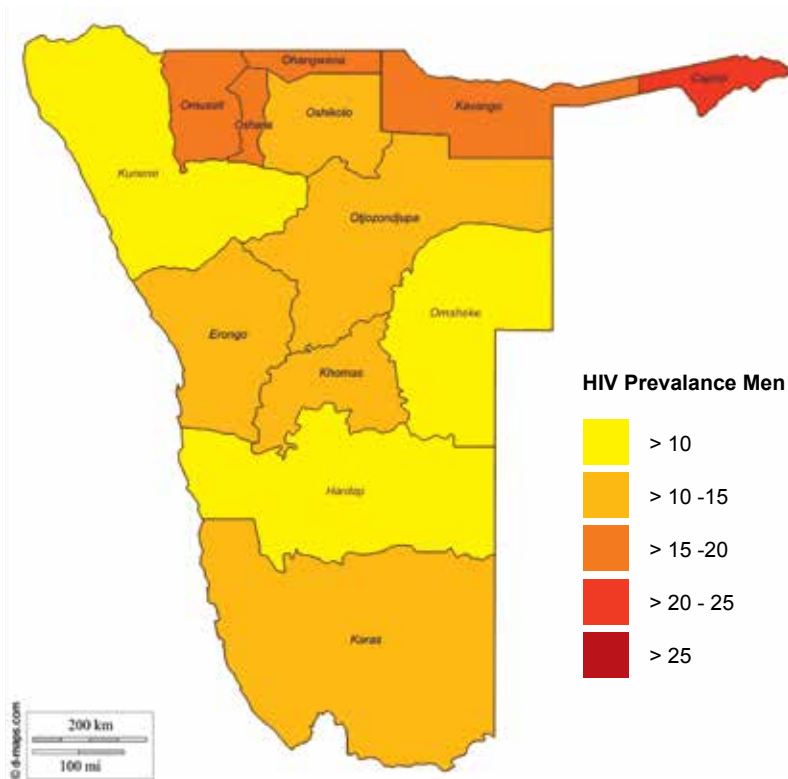 Ohangwena
Caprivi
Omusati
Oshana
Oshikoto
Kavango
Kunene
Otjozondjupa
Omaheke
Erongo
Khomas
HIV Prevalance Men
> 10
> 10 -15
> 15 -20
> 20 - 25
> 25
Hardap
Karas
200 km
100 mi
© d-maps.com